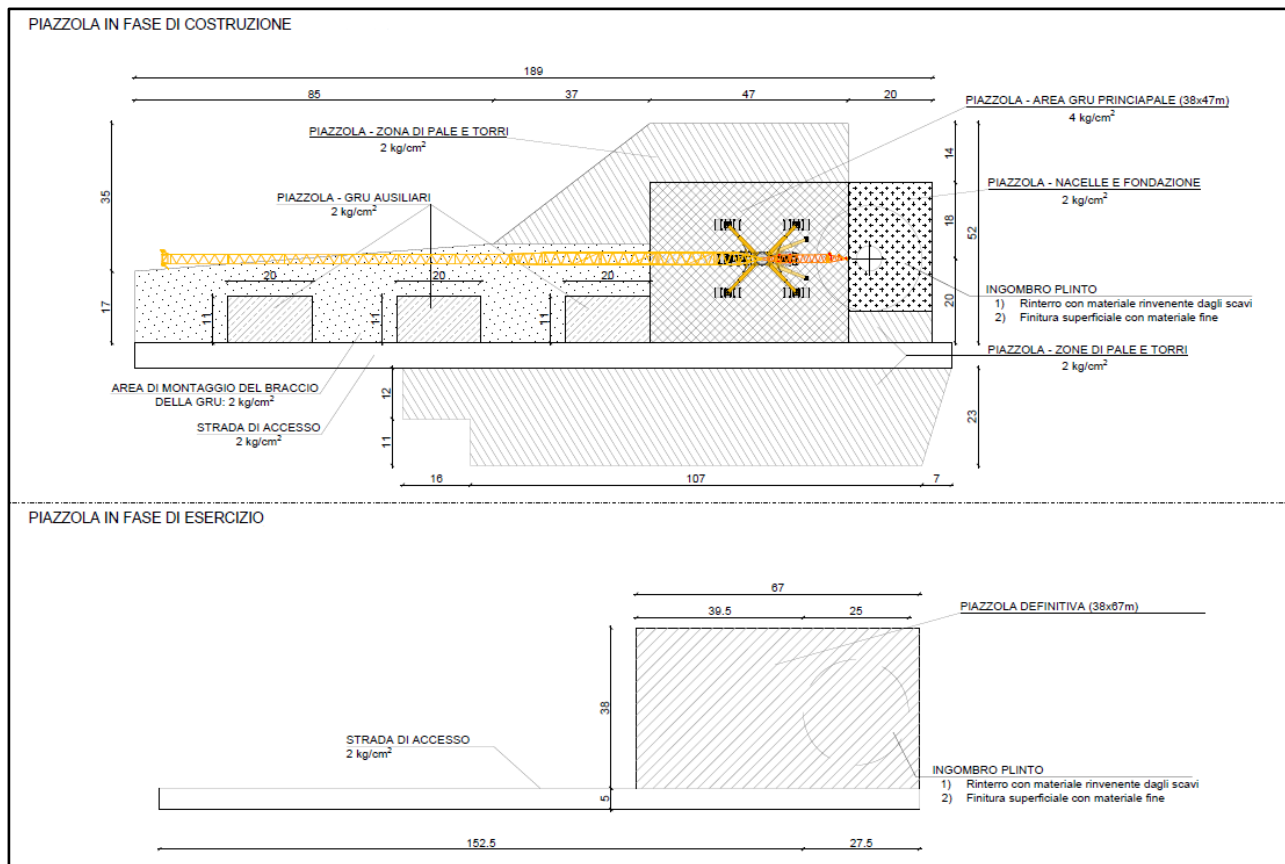 PIAZZOLA IN FASE DI COSTRUZIONE
189
85
37
47
20
PIAZZOLA - AREA GRU PRINCIAPALE (38x47m)
4 kg/cm²
PIAZZOLA - ZONA DI PALE E TORRI
2 kg/cm²
14
35
PIAZZOLA - GRU AUSILIARI
2 kg/cm²
PIAZZOLA - NACELLE E FONDAZIONE
2 kg/cm²
18
52
20
20
20
20
17
11
11
11
INGOMBRO PLINTO
1) Rinterro con materiale rinvenente dagli scavi
2) Finitura superficiale con materiale fine
PIAZZOLA - ZONE DI PALE E TORRI
2 kg/cm²
AREA DI MONTAGGIO DEL BRACCIO
DELLA GRU: 2 kg/cm²
STRADA DI ACCESSO
2 kg/cm²
12
11
23
16
107
7
PIAZZOLA IN FASE DI ESERCIZIO
67
39.5
25
PIAZZOLA DEFINITIVA (38x67m)
38
STRADA DI ACCESSO
2 kg/cm²
INGOMBRO PLINTO
1) Rinterro con materiale rinvenente dagli scavi
2) Finitura superficiale con materiale fine
5
152.5
27.5